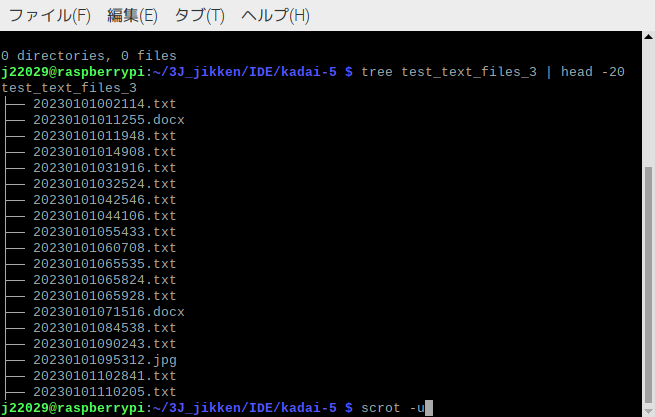 ファイル(F) 編集(E) タブ(T) ヘルプ(H)
0 directories, 0 files
j22029@raspberrypi:~/3J_jikken/IDE/kadai-5 $ tree test_text_files_3 | head -20
test_text_files_3
├── 20230101002114.txt
├── 20230101011255.docx
├── 20230101011948.txt
├── 20230101014908.txt
├── 20230101031916.txt
├── 20230101032524.txt
├── 20230101042546.txt
├── 20230101044106.txt
├── 20230101055433.txt
├── 20230101060708.txt
├── 20230101065535.txt
├── 20230101065824.txt
├── 20230101065928.txt
├── 20230101071516.docx
├── 20230101084538.txt
├── 20230101090243.txt
├── 20230101095312.jpg
├── 20230101102841.txt
├── 20230101110205.txt
j22029@raspberrypi:~/3J_jikken/IDE/kadai-5 $ scrot -u